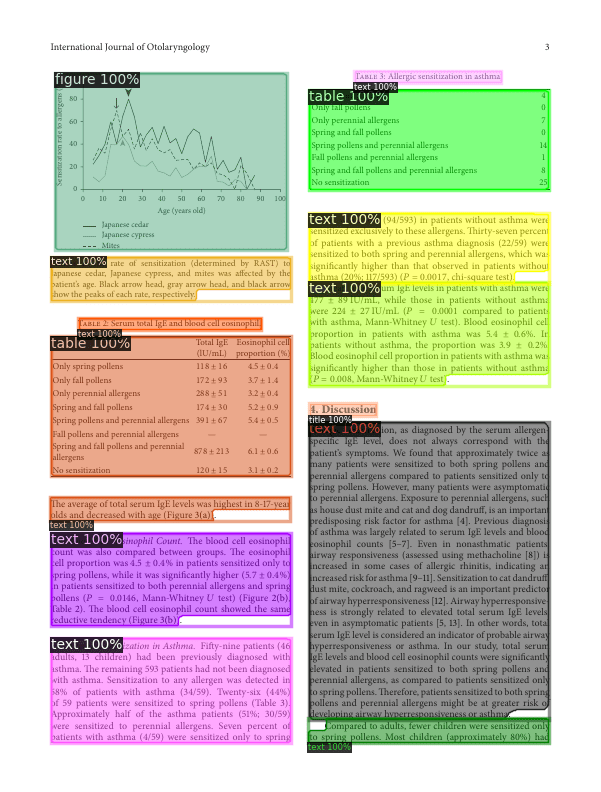 International Journal of Otolaryngology
3
figure 100%
Sensitization rate to allergens
80
60
40
20
0
0 10 20 30 40 50 60 70 80 90 100
Age (years old)
Japanese cedar
Japanese cypress
Mites
text 100%
rate of sensitization (determined by RAST) to
Japanese cedar, Japanese cypress, and mites was affected by the
patient's age. Black arrow head, gray arrow head, and black arrow
show the peaks of each rate, respectively.
Table 2: Serum total IgE and blood cell eosinophil
text 100%
table 100%
Total IgE
(IU/mL)
Eosinophil cell
proportion (%)
Only spring pollens 118 ± 16 4.5 ± 0.4
Only fall pollens 172 ± 93 3.7 ± 1.4
Only perennial allergens 288 ± 51 3.2 ± 0.4
Spring and fall pollens 174 ± 30 5.2 ± 0.9
Spring pollens and perennial allergens 391 ± 67 5.4 ± 0.5
Fall pollens and perennial allergens — —
Spring and fall pollens and perennial
allergens 878 ± 213 6.1 ± 0.6
No sensitization 120 ± 15 3.1 ± 0.2
The average of total serum IgE levels was highest in 8-17-year
olds and decreased with age (Figure 3(a)).
text 100%
text 100%
Count. The blood cell eosinophil
count was also compared between groups. The eosinophil
cell proportion was 4.5 ± 0.4% in patients sensitized only to
spring pollens, while it was significantly higher (5.7 ± 0.4%)
in patients sensitized to both perennial allergens and spring
pollens (P = 0.0146, Mann-Whitney U test) (Figure 2(b),
Table 2). The blood cell eosinophil count showed the same
reductive tendency (Figure 3(b)).
text 100%
in Asthma. Fifty-nine patients (46
adults, 13 children) had been previously diagnosed with
asthma. The remaining 593 patients had not been diagnosed
with asthma. Sensitization to any allergen was detected in
58% of patients with asthma (34/59). Twenty-six (44%)
of 59 patients were sensitized to spring pollens (Table 3).
Approximately half of the asthma patients (51%; 30/59)
were sensitized to perennial allergens. Seven percent of
patients with asthma (4/59) were sensitized only to spring
Table 3: Allergic sensitization in asthma
text 100%
table 100%
4
Only fall pollens 0
Only perennial allergens 7
Spring and fall pollens 0
Spring pollens and perennial allergens 14
Fall pollens and perennial allergens 1
Spring and fall pollens and perennial allergens 8
No sensitization 25
text 100%
(94/593) in patients without asthma were
sensitized exclusively to these allergens. Thirty-seven percent
of patients with a previous asthma diagnosis (22/59) were
sensitized to both spring and perennial allergens, which was
significantly higher than that observed in patients without
asthma (20%; 117/593) (P = 0.0017, chi-square test).
text 100%
IgE levels in patients with asthma were
177 ± 89 IU/mL, while those in patients without asthma
were 224 ± 27 IU/mL (P = 0.0001 compared to patients
with asthma, Mann-Whitney U test). Blood eosinophil cell
proportion in patients with asthma was 5.4 ± 0.6%. In
patients without asthma, the proportion was 3.9 ± 0.2%.
Blood eosinophil cell proportion in patients with asthma was
significantly higher than those in patients without asthma
(P = 0.008, Mann-Whitney U test).
4. Discussion
title 100%
text 100%
as diagnosed by the serum allergen-
specific IgE level, does not always correspond with the
patient's symptoms. We found that approximately twice as
many patients were sensitized to both spring pollens and
perennial allergens as compared to patients sensitized only to
spring pollens. However, many patients were asymptomatic
to perennial allergens. Exposure to perennial allergens, such
as house dust mite and cat and dog dandruff, is an important
predisposing risk factor for asthma [4]. Previous diagnosis
of asthma was largely related to serum IgE levels and blood
eosinophil counts [5–7]. Even in nonasthmatic patients,
airway responsiveness (assessed using methacholine [8]) is
increased in some cases of allergic rhinitis, indicating an
increased risk for asthma [9–11]. Sensitization to cat dandruff,
dust mite, cockroach, and ragweed is an important predictor
of airway hyperresponsiveness [12]. Airway hyperresponsive-
ness is strongly related to elevated total serum IgE levels
even in asymptomatic patients [5, 13]. In other words, total
serum IgE level is considered an indicator of probable airway
hyperresponsiveness or asthma. In our study, total serum
IgE levels and blood cell eosinophil counts were significantly
elevated in patients sensitized to both spring pollens and
perennial allergens, as compared to patients sensitized only
to spring pollens. Therefore, patients sensitized to both spring
pollens and perennial allergens might be at greater risk of
developing airway hyperresponsiveness or asthma.
Compared to adults, fewer children were sensitized only
to spring pollens. Most children (approximately 80%) had
text 100%